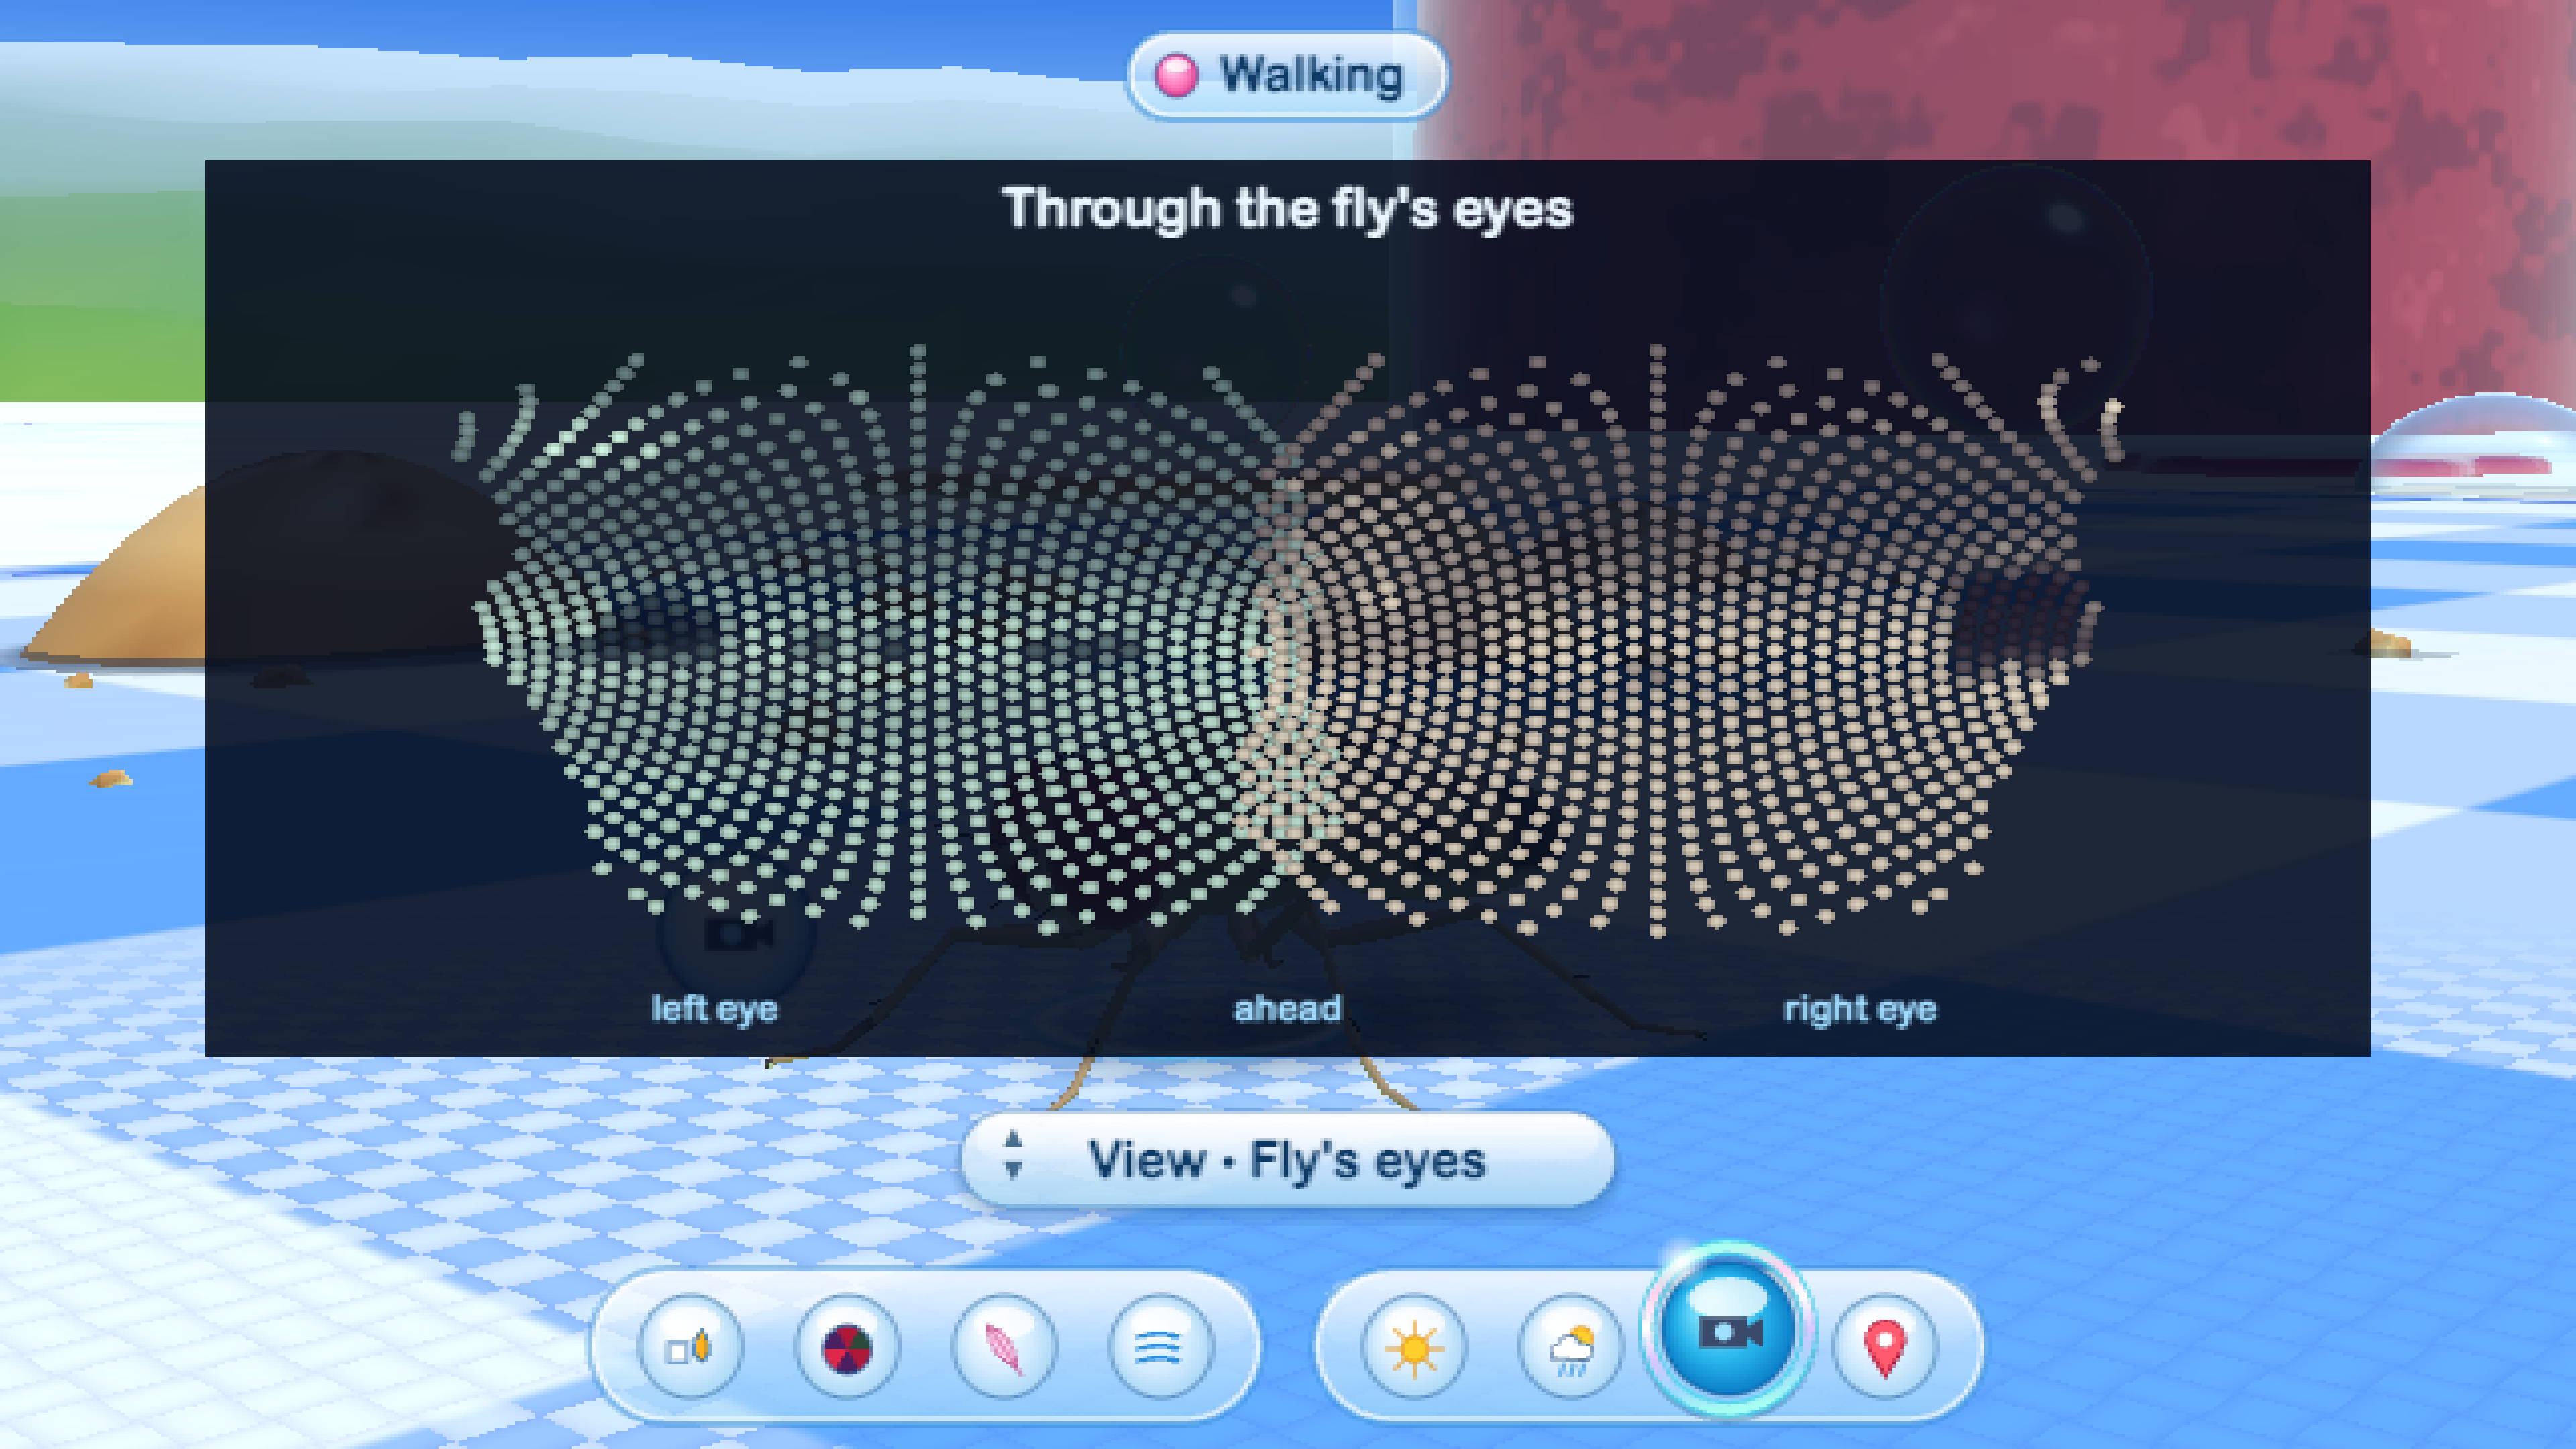 Walking
Through the fly's eyes
left eye
ahead
right eye
View · Fly's eyes